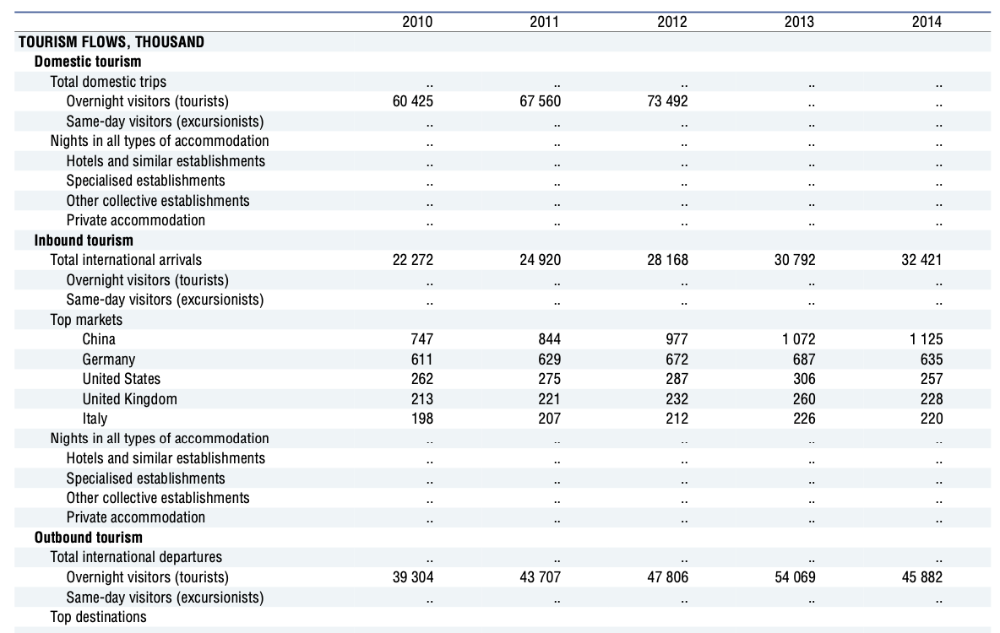 2010 2011 2012 2013 2014
TOURISM FLOWS, THOUSAND
Domestic tourism
Total domestic trips .. .. .. .. ..
Overnight visitors (tourists) 60 425 67 560 73 492 .. ..
Same-day visitors (excursionists) .. .. .. .. ..
Nights in all types of accommodation .. .. .. .. ..
Hotels and similar establishments .. .. .. .. ..
Specialised establishments .. .. .. .. ..
Other collective establishments .. .. .. .. ..
Private accommodation .. .. .. .. ..
Inbound tourism
Total international arrivals 22 272 24 920 28 168 30 792 32 421
Overnight visitors (tourists) .. .. .. .. ..
Same-day visitors (excursionists) .. .. .. .. ..
Top markets
China 747 844 977 1 072 1 125
Germany 611 629 672 687 635
United States 262 275 287 306 257
United Kingdom 213 221 232 260 228
Italy 198 207 212 226 220
Nights in all types of accommodation .. .. .. .. ..
Hotels and similar establishments .. .. .. .. ..
Specialised establishments .. .. .. .. ..
Other collective establishments .. .. .. .. ..
Private accommodation .. .. .. .. ..
Outbound tourism
Total international departures .. .. .. .. ..
Overnight visitors (tourists) 39 304 43 707 47 806 54 069 45 882
Same-day visitors (excursionists) .. .. .. .. ..
Top destinations